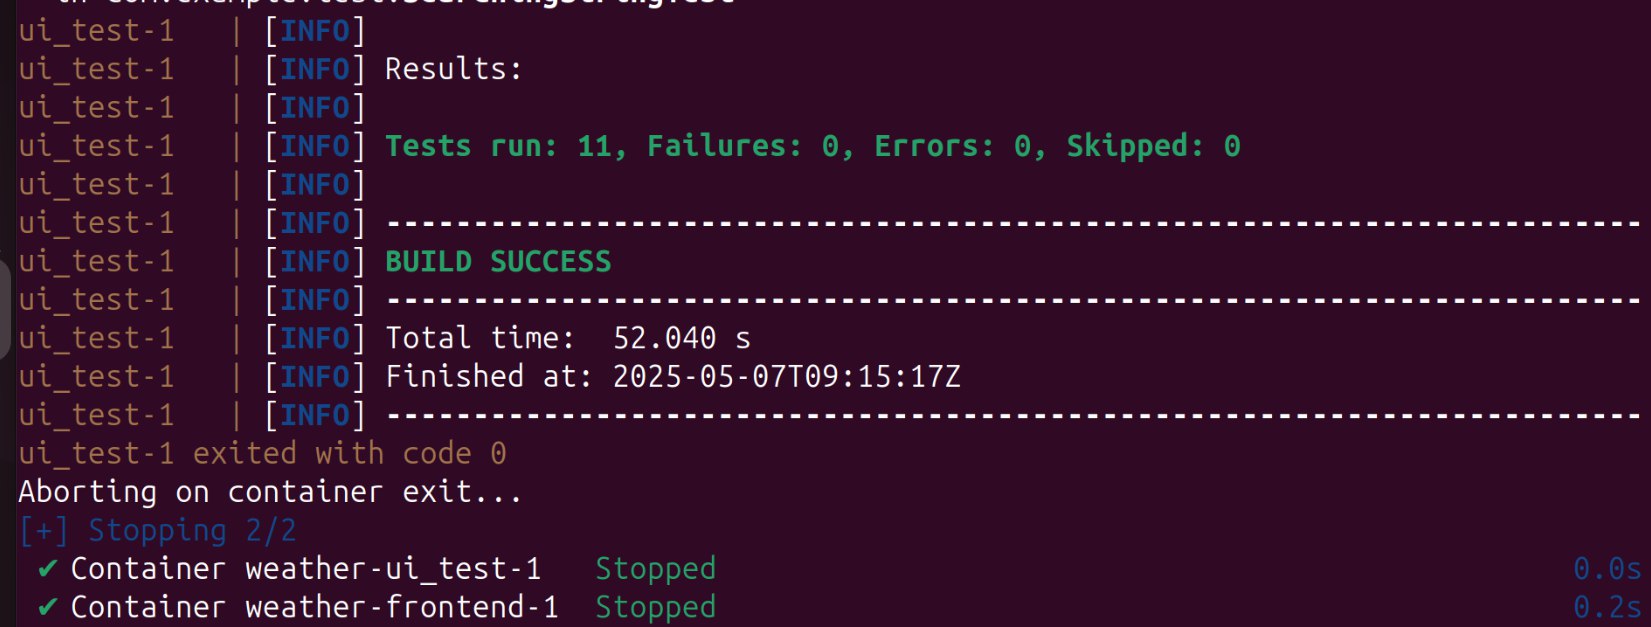 ui_test-1 | [INFO]
ui_test-1 | [INFO] Results:
ui_test-1 | [INFO]
ui_test-1 | [INFO] Tests run: 11, Failures: 0, Errors: 0, Skipped: 0
ui_test-1 | [INFO]
ui_test-1 | [INFO] ------------------------------------------------------------------------
ui_test-1 | [INFO] BUILD SUCCESS
ui_test-1 | [INFO] ------------------------------------------------------------------------
ui_test-1 | [INFO] Total time:  52.040 s
ui_test-1 | [INFO] Finished at: 2025-05-07T09:15:17Z
ui_test-1 | [INFO] ------------------------------------------------------------------------
ui_test-1 exited with code 0
Aborting on container exit...
[+] Stopping 2/2
✔ Container weather-ui_test-1   Stopped 0.0s
✔ Container weather-frontend-1  Stopped 0.2s